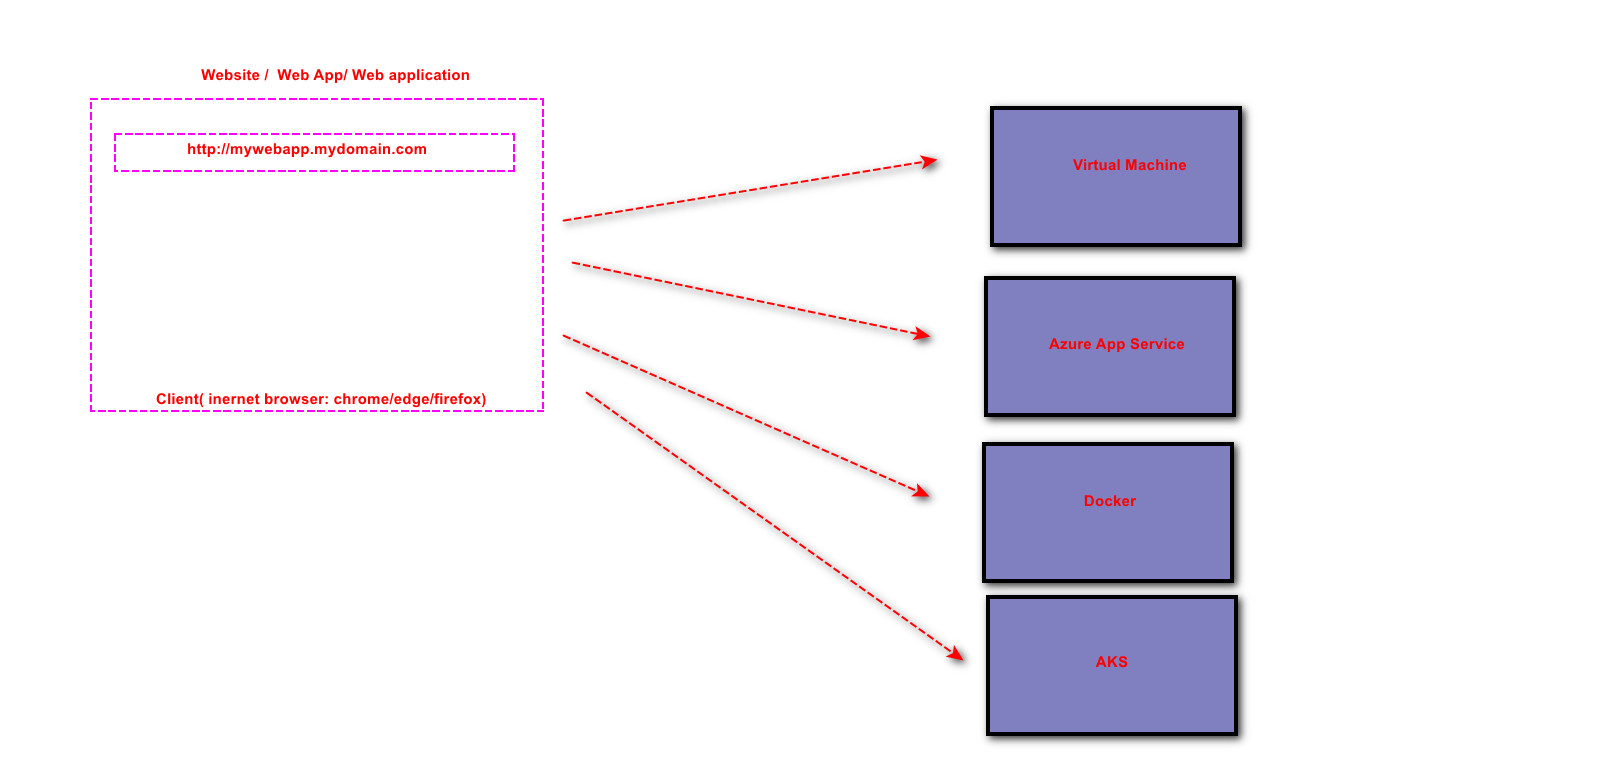 Website /  Web App/ Web application
http://mywebapp.mydomain.com
Client( inernet browser: chrome/edge/firefox)
Virtual Machine
Azure App Service
Docker
AKS